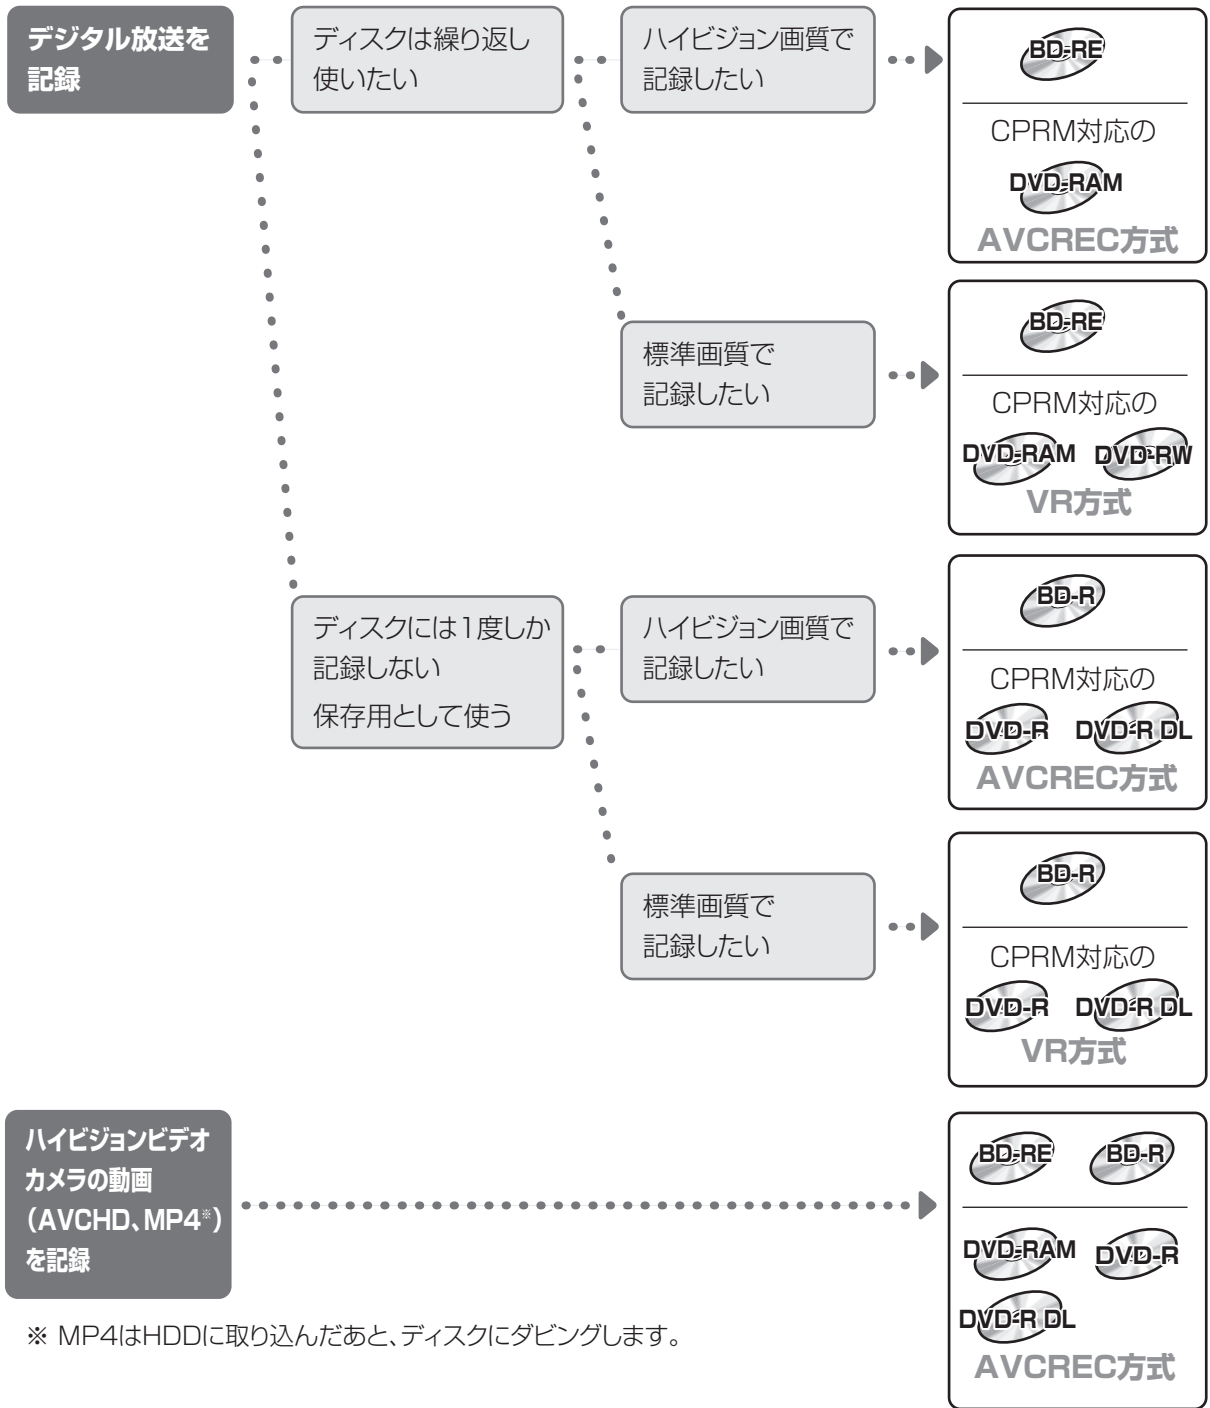 デジタル放送を
記録
ディスクは繰り返し
使いたい
ハイビジョン画質で
記録したい
BD-RE
CPRM対応の
DVD-RAM
AVCREC方式
標準画質で
記録したい
BD-RE
CPRM対応の
DVD-RAM DVD-RW
VR方式
ディスクには1度しか
記録しない
保存用として使う
ハイビジョン画質で
記録したい
BD-R
CPRM対応の
DVD-R DVD-R DL
AVCREC方式
標準画質で
記録したい
BD-R
CPRM対応の
DVD-R DVD-R DL
VR方式
ハイビジョンビデオ
カメラの動画
（AVCHD、MP4※）
を記録
BD-RE BD-R
DVD-RAM DVD-R
DVD-R DL
AVCREC方式
※ MP4はHDDに取り込んだあと、ディスクにダビングします。